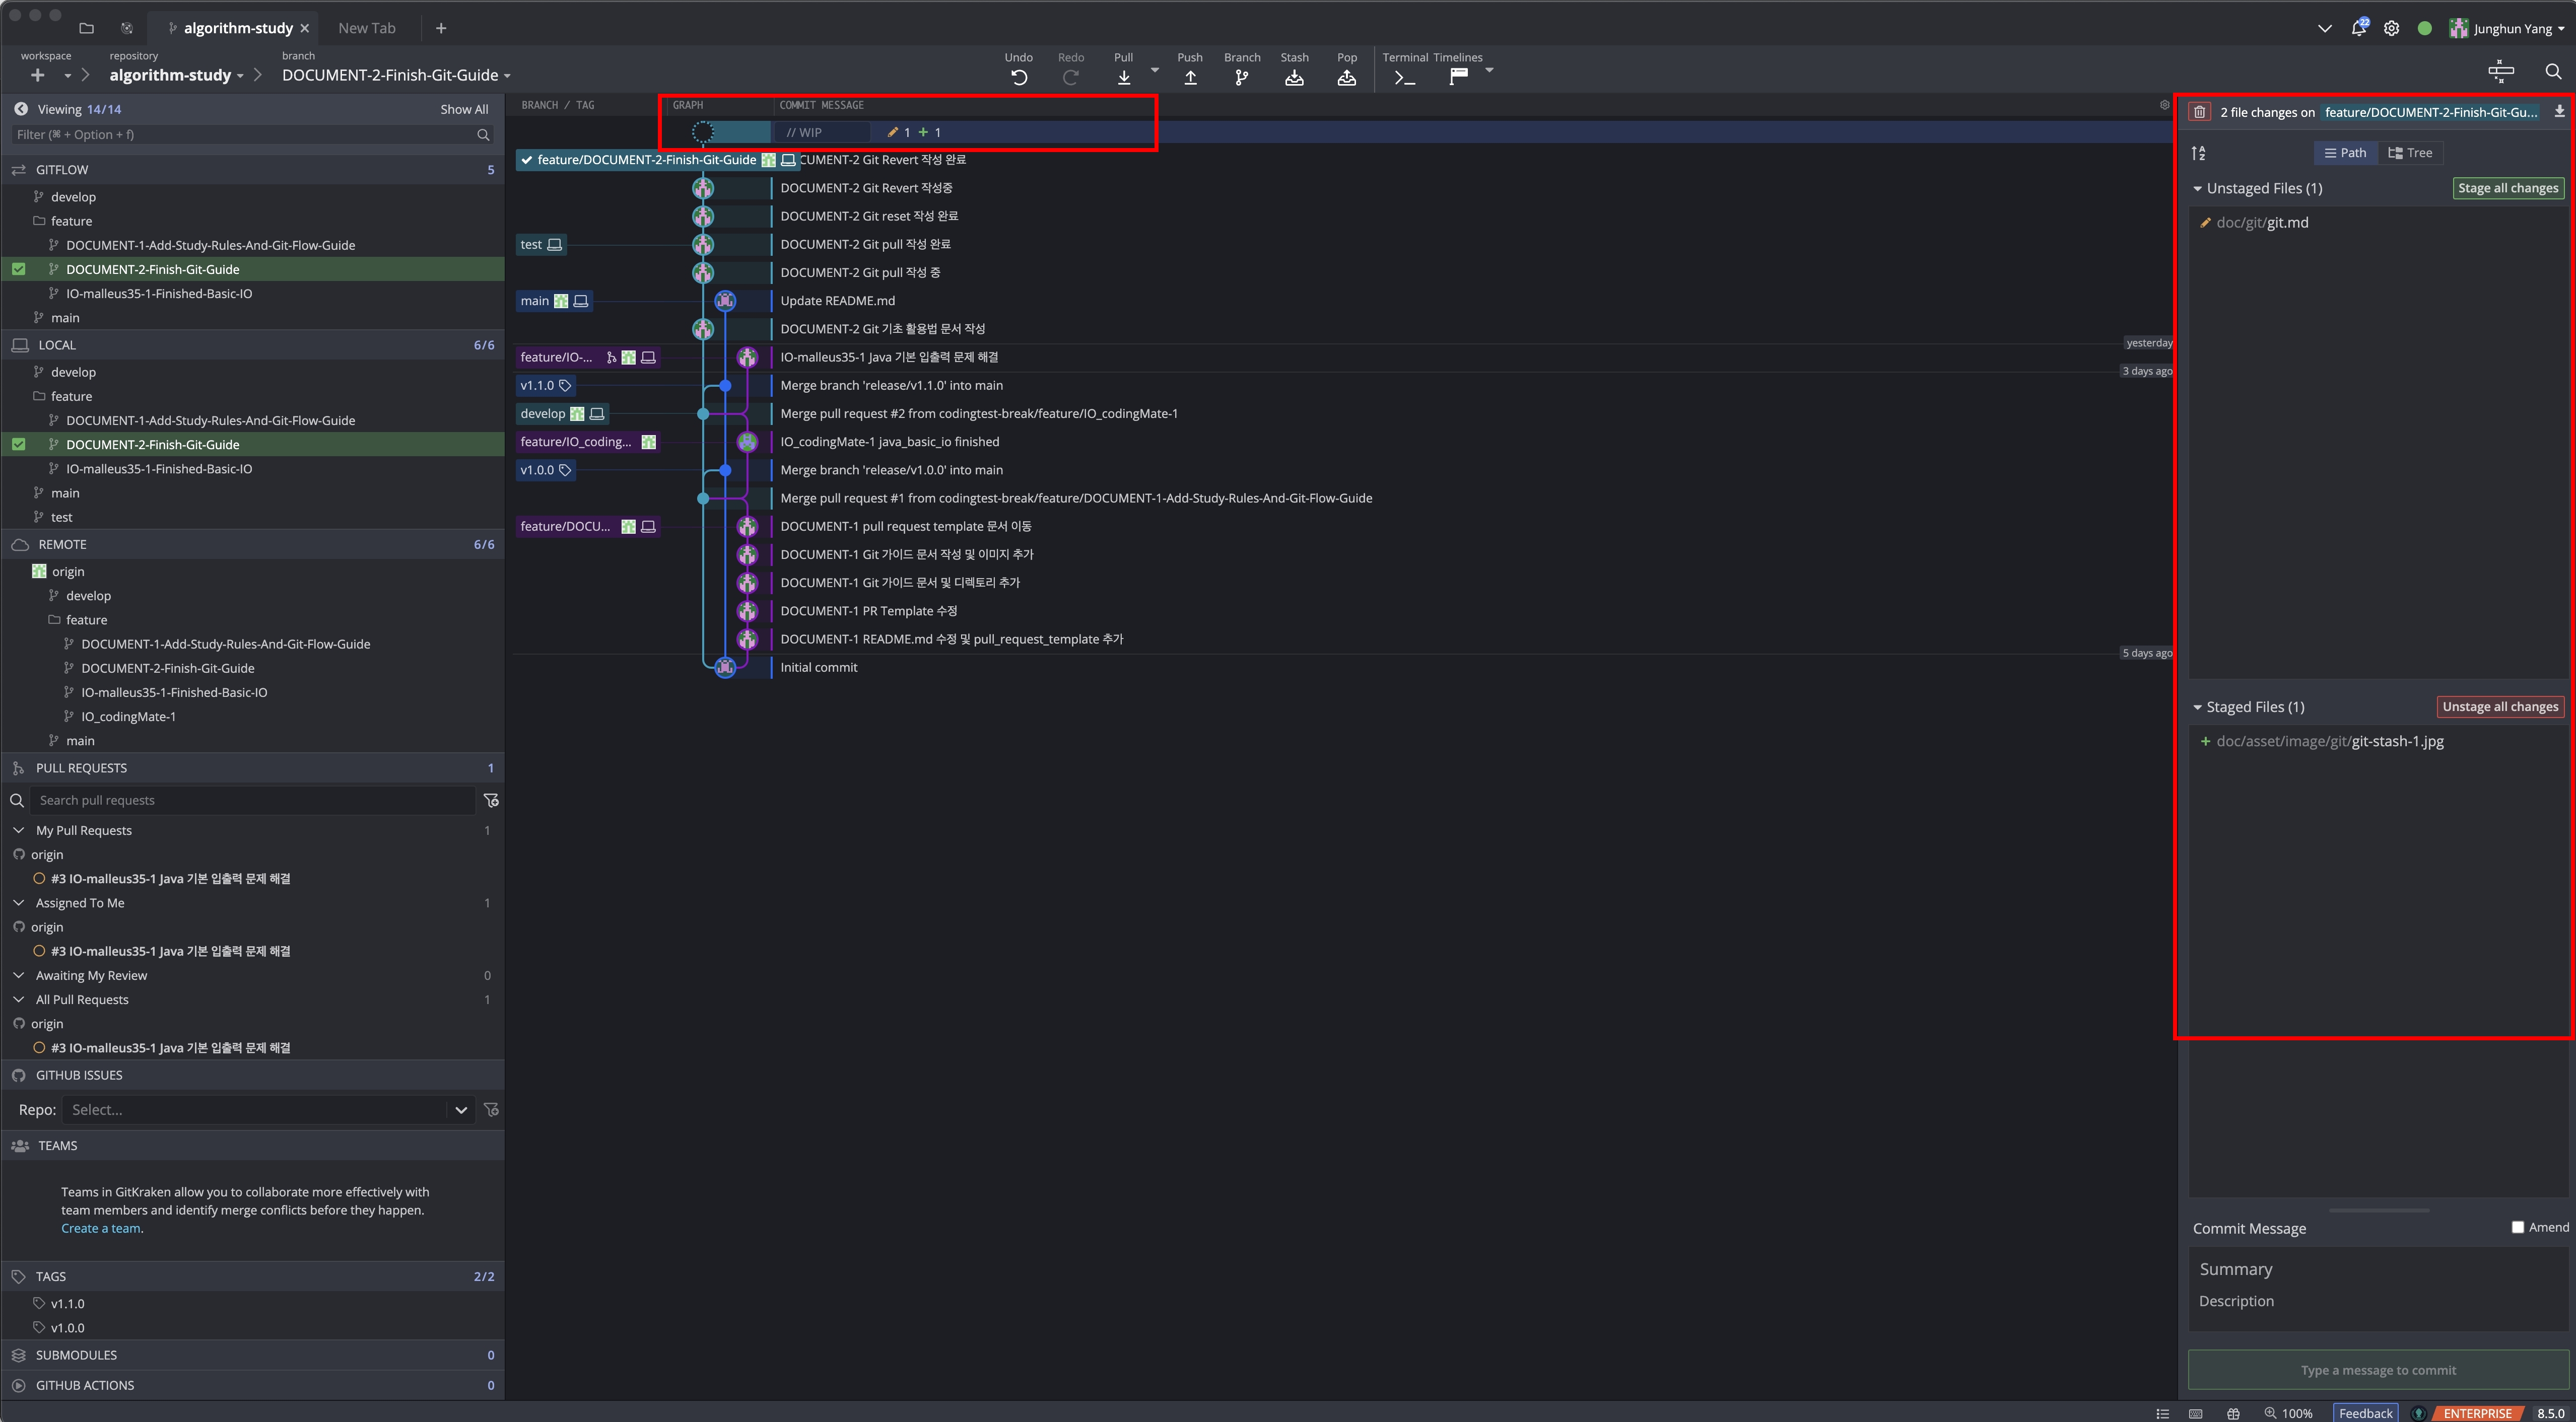 algorithm-study
New Tab
22
Junghun Yang
workspace
repository
branch
algorithm-study
DOCUMENT-2-Finish-Git-Guide
Undo
Redo
Pull
Push
Branch
Stash
Pop
Terminal
Timelines
Viewing 14/14
Show All
Filter (⌘ + Option + f)
GITFLOW 5
develop
feature
DOCUMENT-1-Add-Study-Rules-And-Git-Flow-Guide
DOCUMENT-2-Finish-Git-Guide
IO-malleus35-1-Finished-Basic-IO
main
LOCAL 6/6
develop
feature
DOCUMENT-1-Add-Study-Rules-And-Git-Flow-Guide
DOCUMENT-2-Finish-Git-Guide
IO-malleus35-1-Finished-Basic-IO
main
test
REMOTE 6/6
origin
develop
feature
DOCUMENT-1-Add-Study-Rules-And-Git-Flow-Guide
DOCUMENT-2-Finish-Git-Guide
IO-malleus35-1-Finished-Basic-IO
IO_codingMate-1
main
PULL REQUESTS 1
Search pull requests
My Pull Requests 1
origin
#3 IO-malleus35-1 Java 기본 입출력 문제 해결
Assigned To Me 1
origin
#3 IO-malleus35-1 Java 기본 입출력 문제 해결
Awaiting My Review 0
All Pull Requests 1
origin
#3 IO-malleus35-1 Java 기본 입출력 문제 해결
GITHUB ISSUES
Repo: Select...
TEAMS
Teams in GitKraken allow you to collaborate more effectively with
team members and identify merge conflicts before they happen.
Create a team.
TAGS 2/2
v1.1.0
v1.0.0
SUBMODULES 0
GITHUB ACTIONS 0
BRANCH / TAG
GRAPH
COMMIT MESSAGE
// WIP 1 + 1
feature/DOCUMENT-2-Finish-Git-Guide CUMENT-2 Git Revert 작성 완료
DOCUMENT-2 Git Revert 작성중
DOCUMENT-2 Git reset 작성 완료
test DOCUMENT-2 Git pull 작성 완료
DOCUMENT-2 Git pull 작성 중
main Update README.md
DOCUMENT-2 Git 기초 활용법 문서 작성
yesterday
feature/IO-... IO-malleus35-1 Java 기본 입출력 문제 해결
3 days ago
v1.1.0 Merge branch 'release/v1.1.0' into main
develop Merge pull request #2 from codingtest-break/feature/IO_codingMate-1
feature/IO_coding... IO_codingMate-1 java_basic_io finished
v1.0.0 Merge branch 'release/v1.0.0' into main
Merge pull request #1 from codingtest-break/feature/DOCUMENT-1-Add-Study-Rules-And-Git-Flow-Guide
feature/DOCU... DOCUMENT-1 pull request template 문서 이동
DOCUMENT-1 Git 가이드 문서 작성 및 이미지 추가
DOCUMENT-1 Git 가이드 문서 및 디렉토리 추가
DOCUMENT-1 PR Template 수정
DOCUMENT-1 README.md 수정 및 pull_request_template 추가
5 days ago
Initial commit
2 file changes on feature/DOCUMENT-2-Finish-Git-Gu...
Path
Tree
Unstaged Files (1)
Stage all changes
doc/git/git.md
Staged Files (1)
Unstage all changes
+ doc/asset/image/git/git-stash-1.jpg
Commit Message
Amend
Summary
Description
Type a message to commit
100%
Feedback
ENTERPRISE
8.5.0